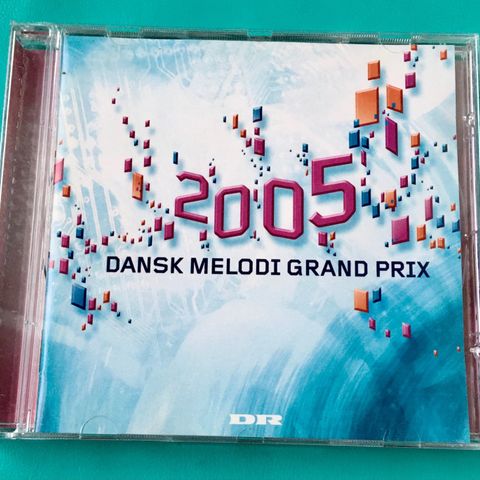 2005
DANSK MELODI GRAND PRIX
DR